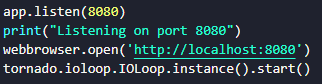 app.listen(8080)
print("Listening on port 8080")
webbrowser.open('http://localhost:8080')
tornado.ioloop.IOLoop.instance().start()